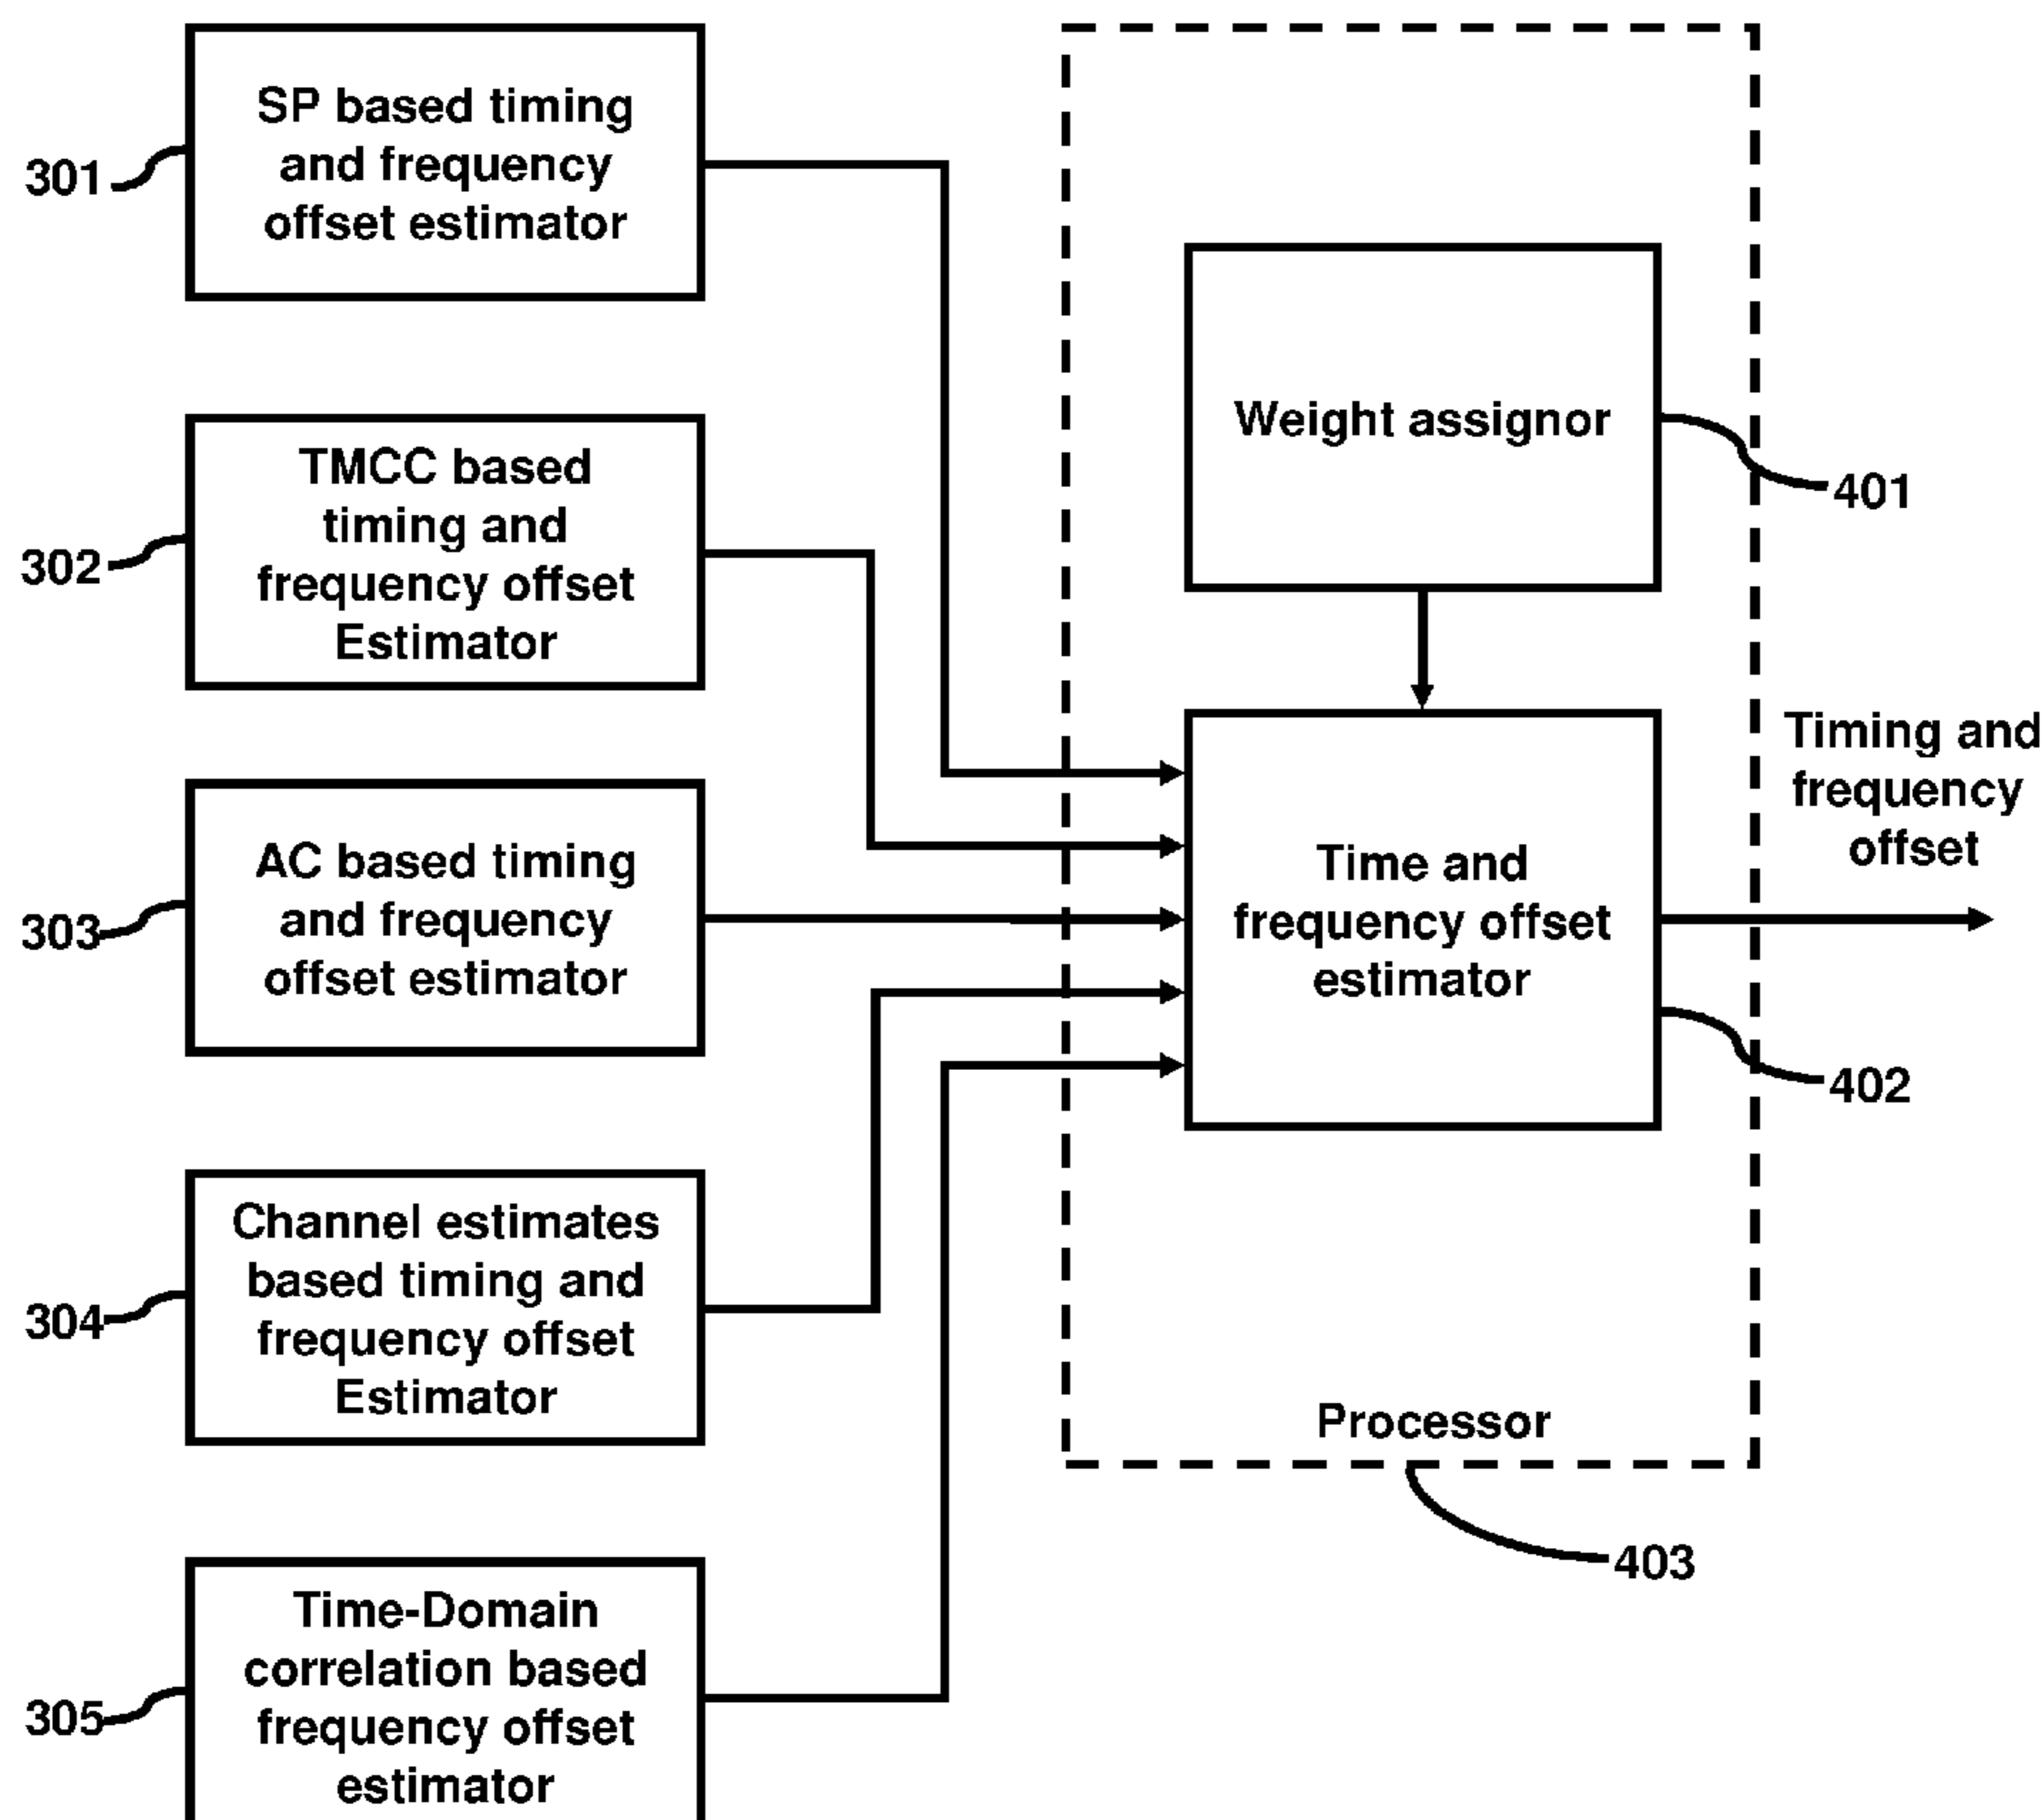 SP based timing
and frequency
offset estimator
301
TMCC based
timing and
frequency offset
Estimator
302
AC based timing
and frequency
offset estimator
303
Channel estimates
based timing and
frequency offset
Estimator
304
Time-Domain
correlation based
frequency offset
estimator
305
Weight assignor
401
Time and
frequency offset
estimator
402
Timing and
frequency
offset
Processor
403